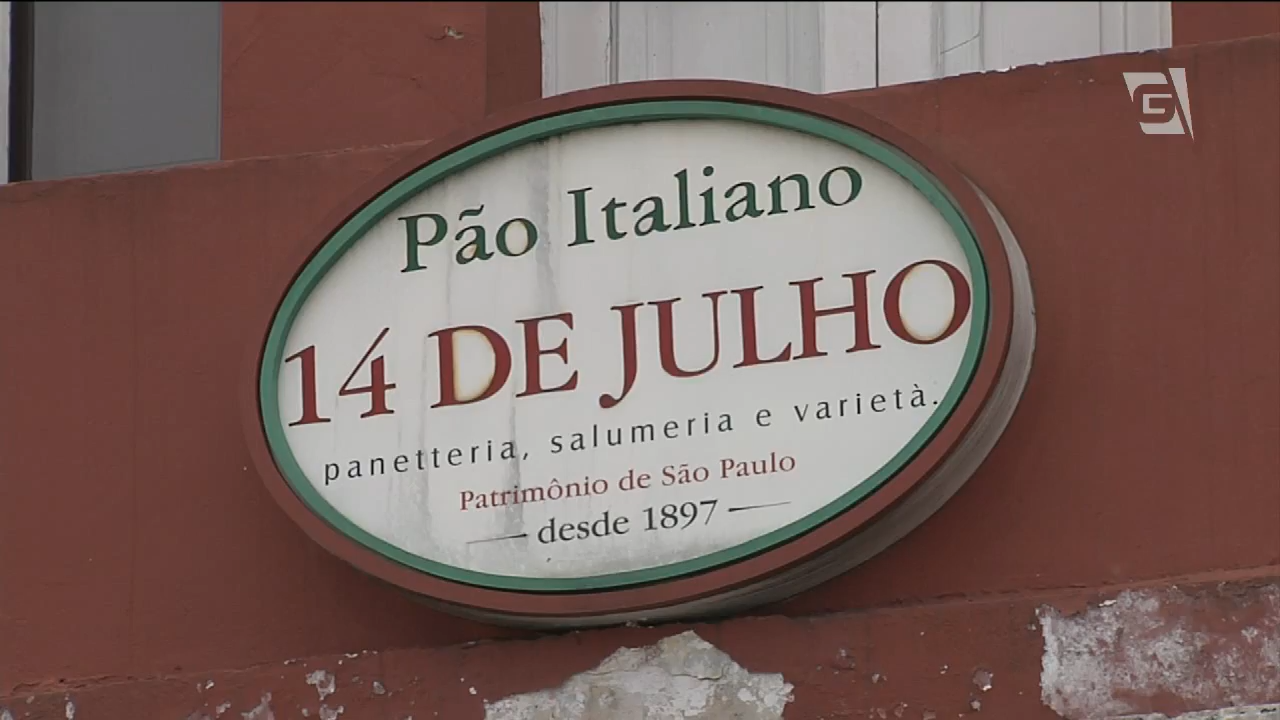 Pão Italiano
14 DE JULHO
panetteria, salumeria e varietà.
Patrimônio de São Paulo
desde 1897
G